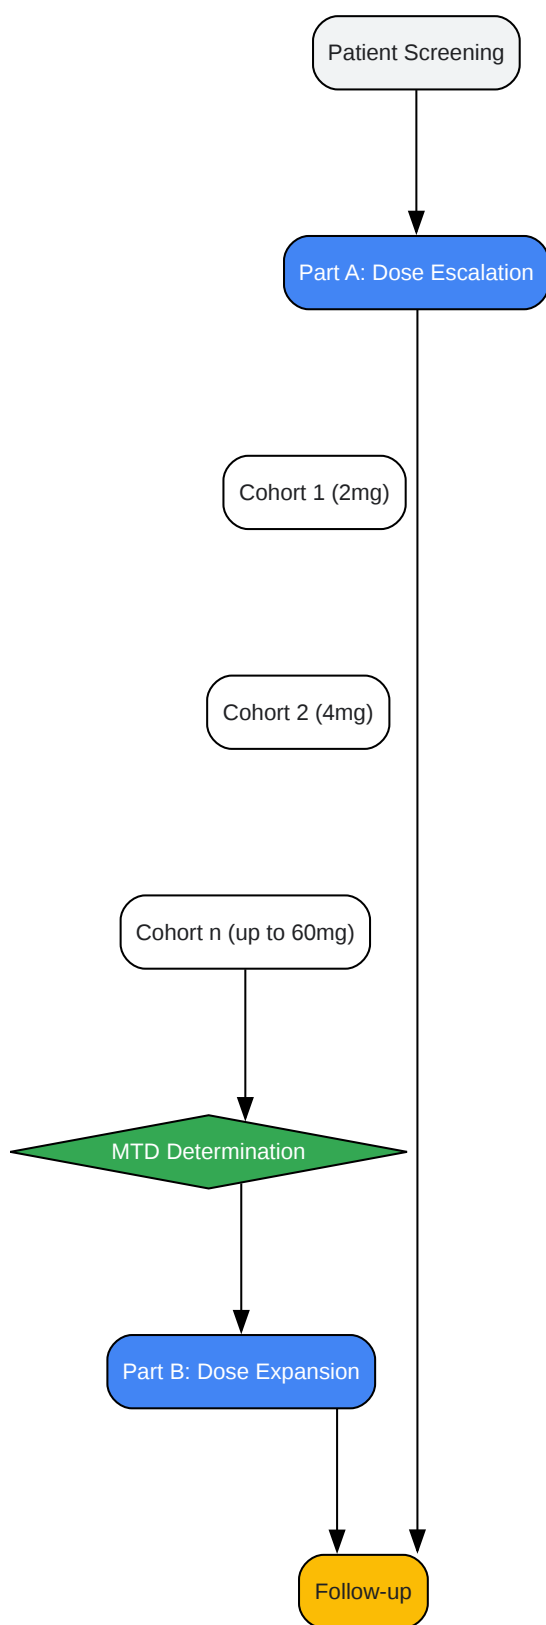 Patient Screening
Part A: Dose Escalation
Cohort 1 (2mg)
Cohort 2 (4mg)
Cohort n (up to 60mg)
MTD Determination
Part B: Dose Expansion
Follow-up